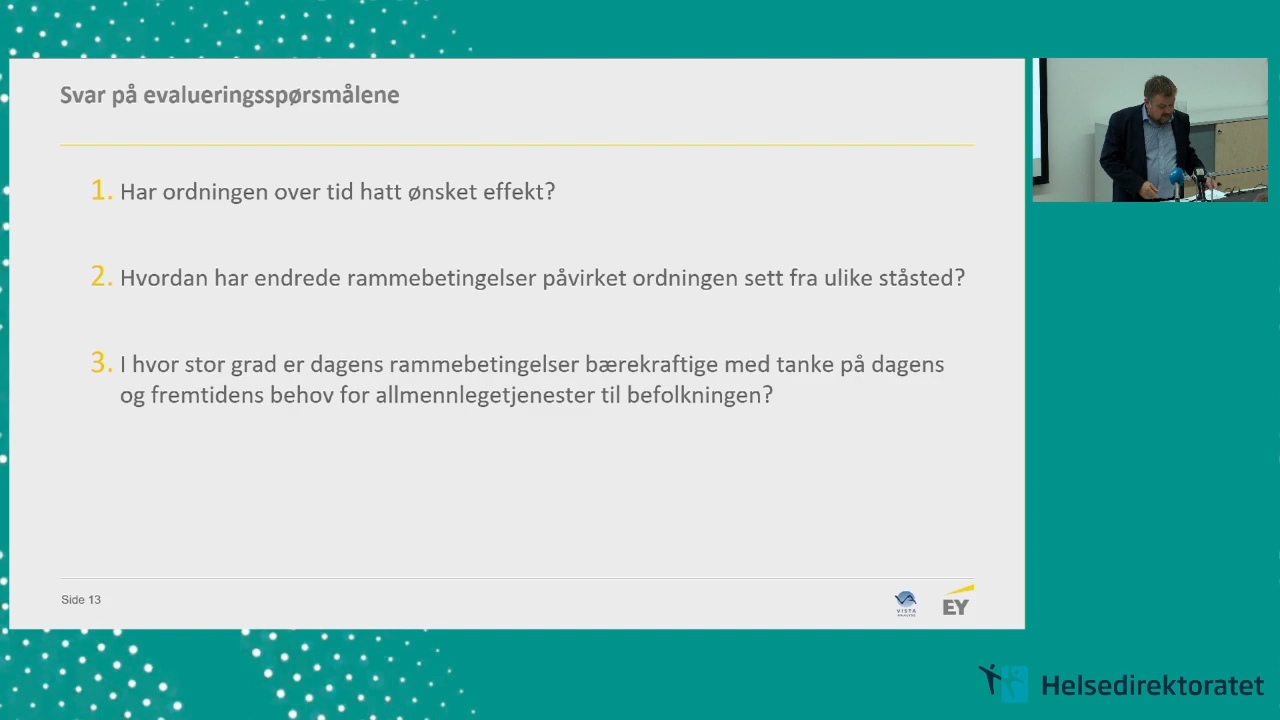 Svar på evalueringsspørsmålene
1. Har ordningen over tid hatt ønsket effekt?
2. Hvordan har endrede rammebetingelser påvirket ordningen sett fra ulike ståsted?
3. I hvor stor grad er dagens rammebetingelser bærekraftige med tanke på dagens
og fremtidens behov for allmennlegetjenester til befolkningen?
Side 13
VISTA
ANALYSE
EY
Helsedirektoratet